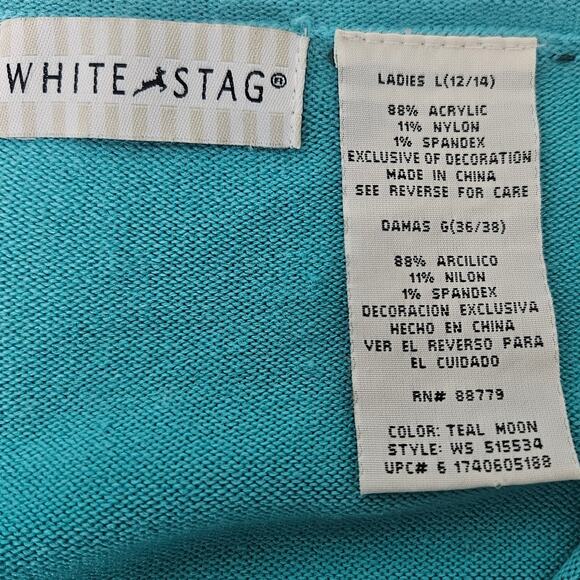 WHITE STAG®
LADIES L(12/14)
88% ACRYLIC
11% NYLON
1% SPANDEX
EXCLUSIVE OF DECORATION
MADE IN CHINA
SEE REVERSE FOR CARE
DAMAS G(36/38)
88% ARCILICO
11% NILON
1% SPANDEX
DECORACION EXCLUSIVA
HECHO EN CHINA
VER EL REVERSO PARA
EL CUIDADO
RN# 88779
COLOR: TEAL MOON
STYLE: WS 515534
UPC# 6 1740605188